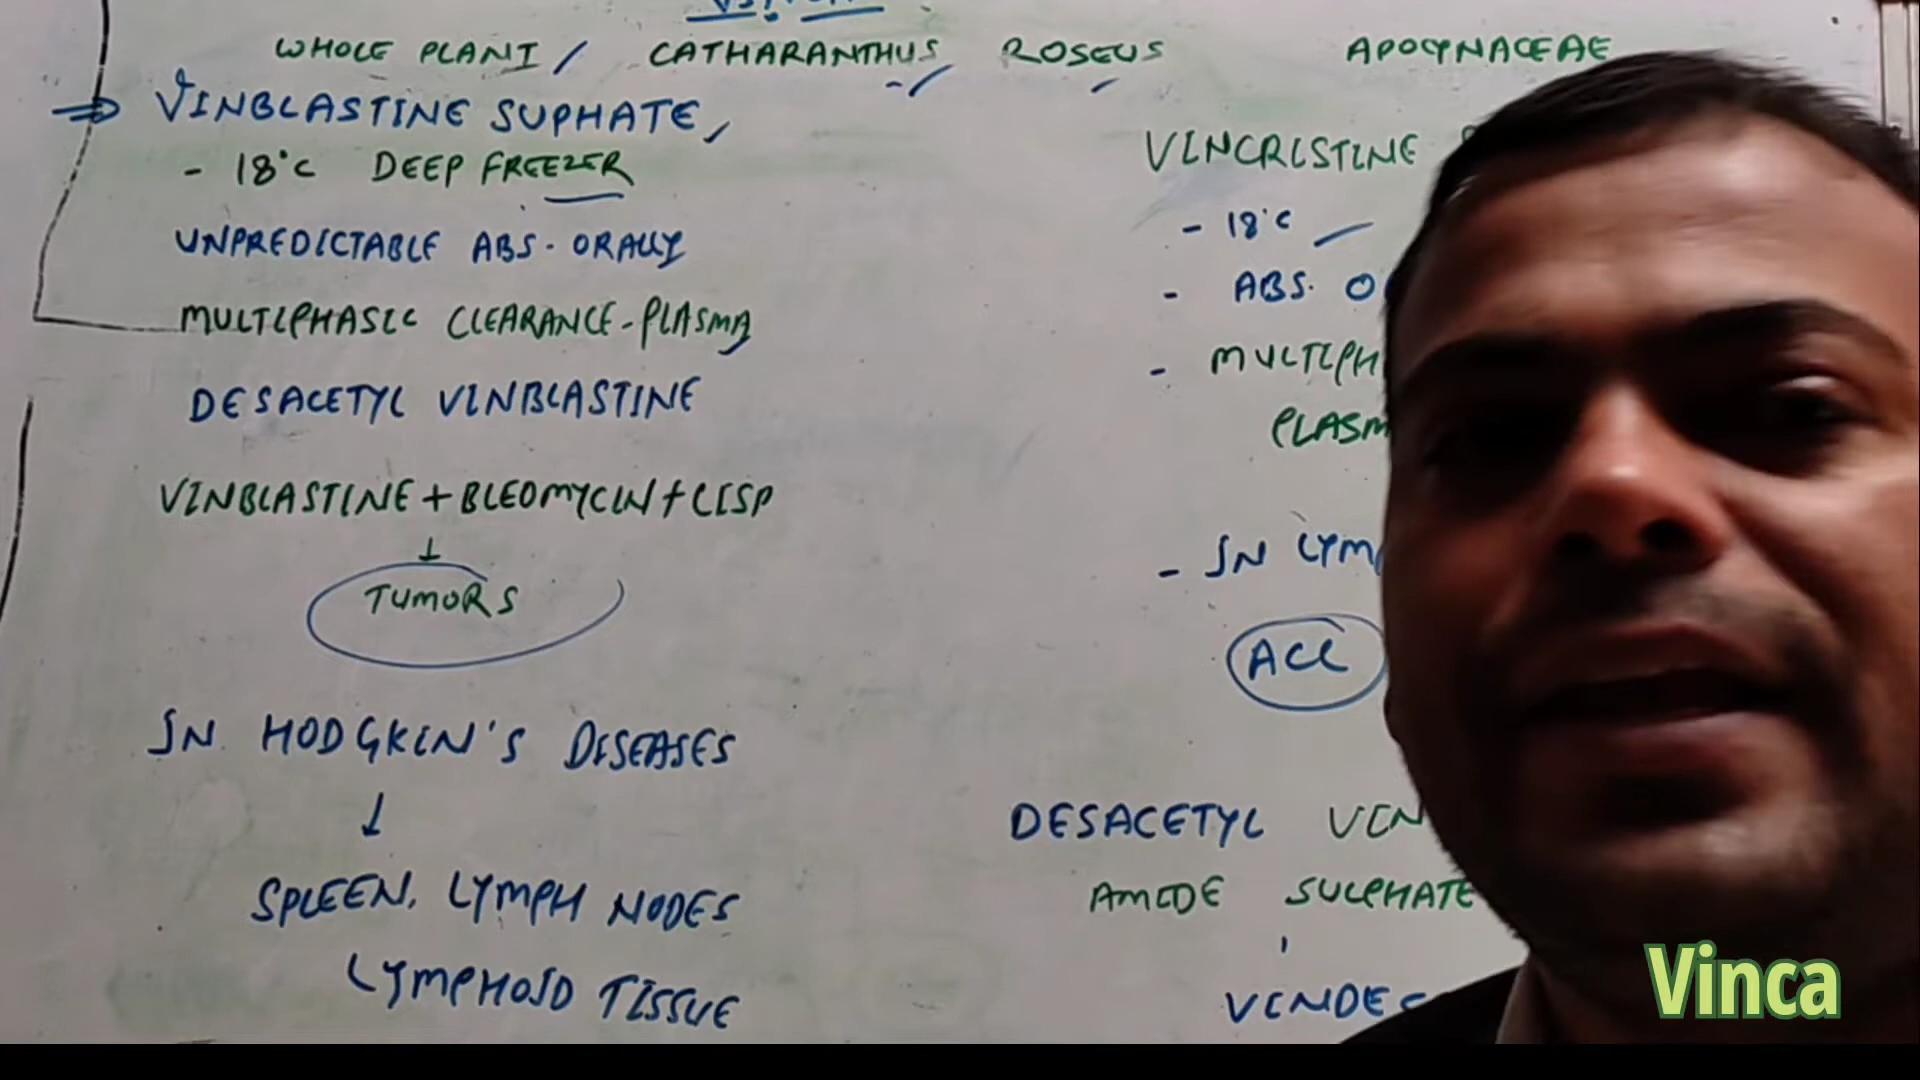 WHOLE PLANT / CATHARANTHUS ROSEUS APOCYNACEAE
⇒ VINBLASTINE SUPHATE,
- 18°C DEEP FREEZER
UNPREDICTABLE ABS. ORALLY
MULTIPHASIC CLEARANCE - PLASMA
DESACETYL VINBLASTINE
VINBLASTINE + BLEOMYCIN + CISP
↓
TUMORS
IN HODGKIN'S DISEASES
↓
SPLEEN, LYMPH NODES
LYMPHOID TISSUE
VINCRISTINE
- 18°C
- ABS. O
- MULTIPH
PLASM
- IN LYM
DESACETYL VIN
AMIDE SULPHATE
VINDE
Vinca